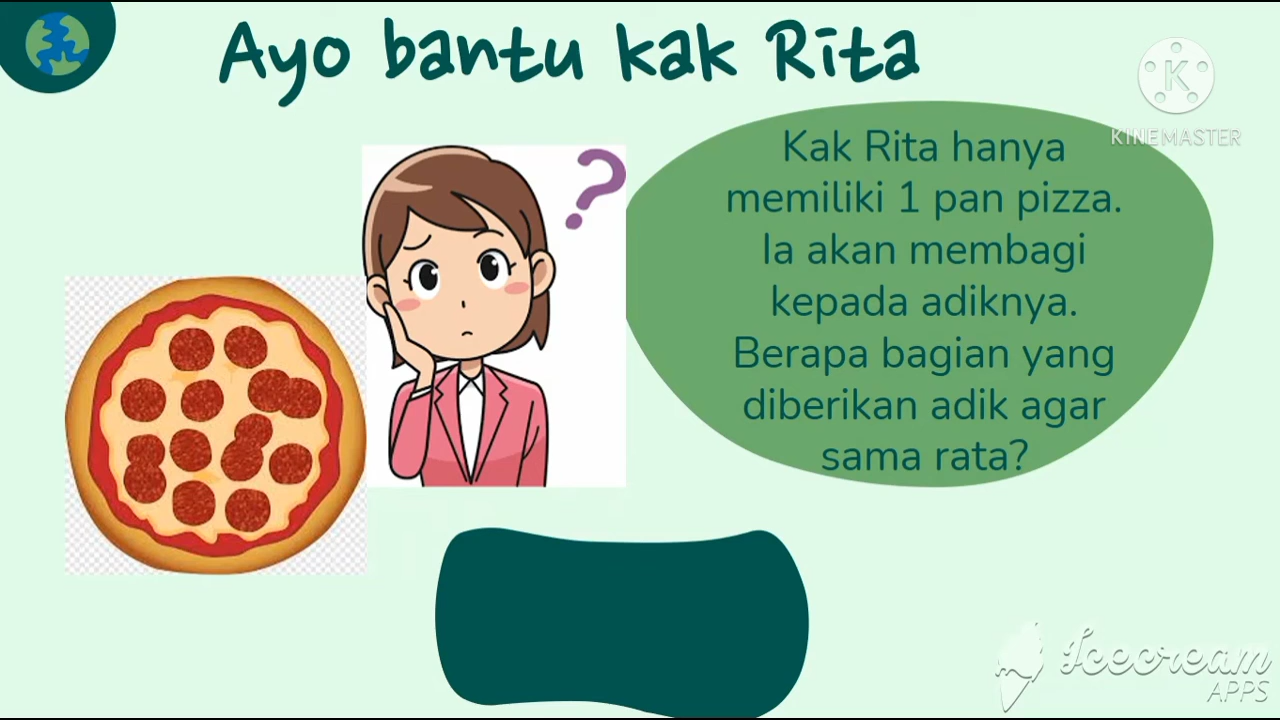 Ayo bantu kak Rita
K
KINEMASTER
Kak Rita hanya
memiliki 1 pan pizza.
Ia akan membagi
kepada adiknya.
Berapa bagian yang
diberikan adik agar
sama rata?
?
Icecream
APPS